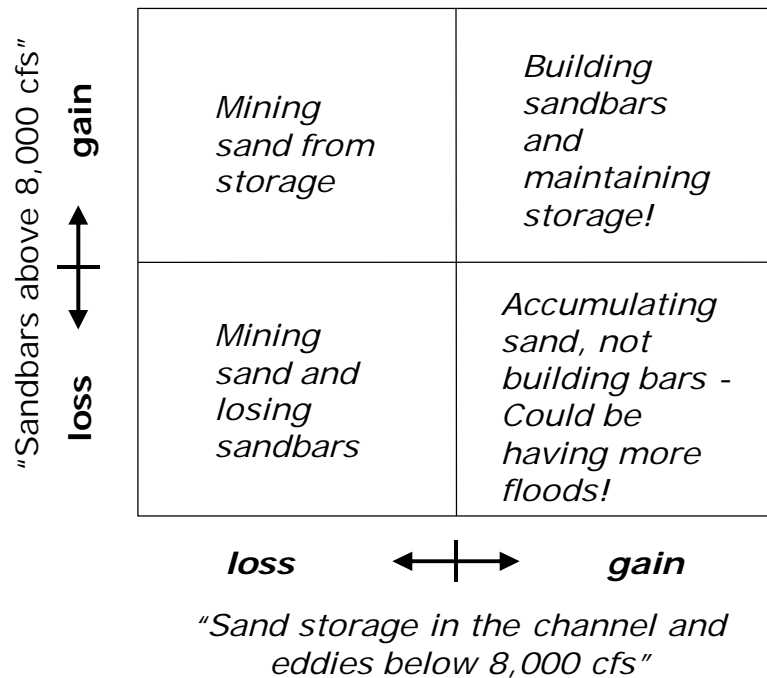 "Sandbars above 8,000 cfs"
gain
loss
Mining
sand from
storage
Building
sandbars
and
maintaining
storage!
Mining
sand and
losing
sandbars
Accumulating
sand, not
building bars -
Could be
having more
floods!
loss
gain
"Sand storage in the channel and
eddies below 8,000 cfs"